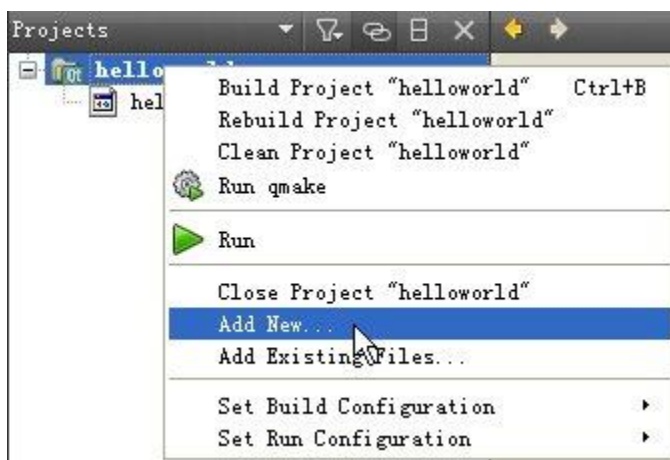 Projects
hello
hel
Build Project "helloworld" Ctrl+B
Rebuild Project "helloworld"
Clean Project "helloworld"
Run qmake
Run
Close Project "helloworld"
Add New...
Add Existing Files...
Set Build Configuration
Set Run Configuration